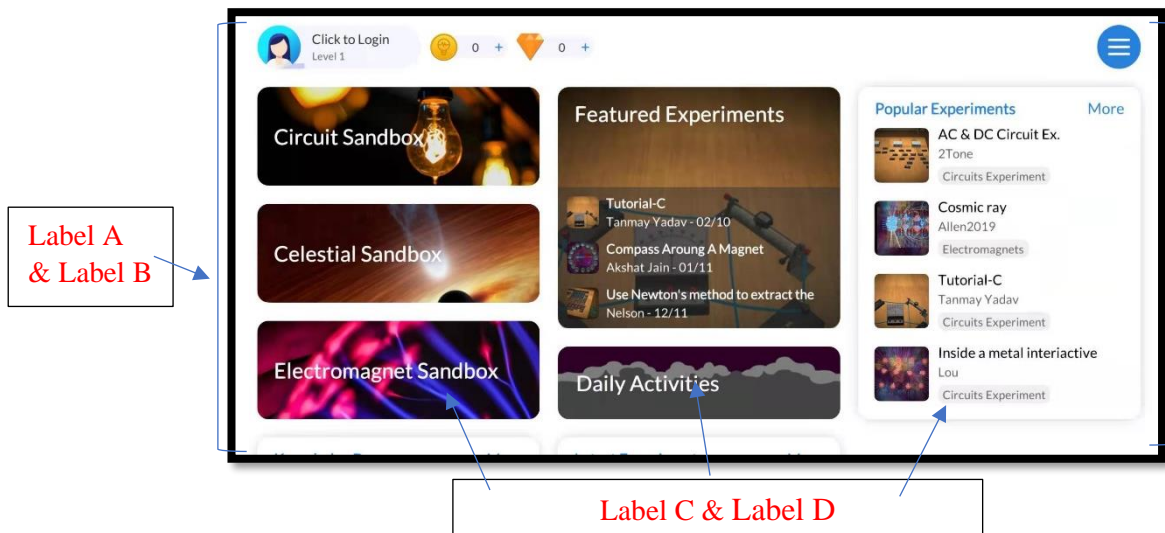 Click to Login
Level 1
0 +
0 +
Circuit Sandbox
Celestial Sandbox
Electromagnet Sandbox
Featured Experiments
Tutorial-C
Tanmay Yadav - 02/10
Compass Aroung A Magnet
Akshat Jain - 01/11
Use Newton's method to extract the
Nelson - 12/11
Daily Activities
Popular Experiments More
AC & DC Circuit Ex.
2Tone
Circuits Experiment
Cosmic ray
Allen2019
Electromagnets
Tutorial-C
Tanmay Yadav
Circuits Experiment
Inside a metal interiactive
Lou
Circuits Experiment
Label A
& Label B
Label C & Label D